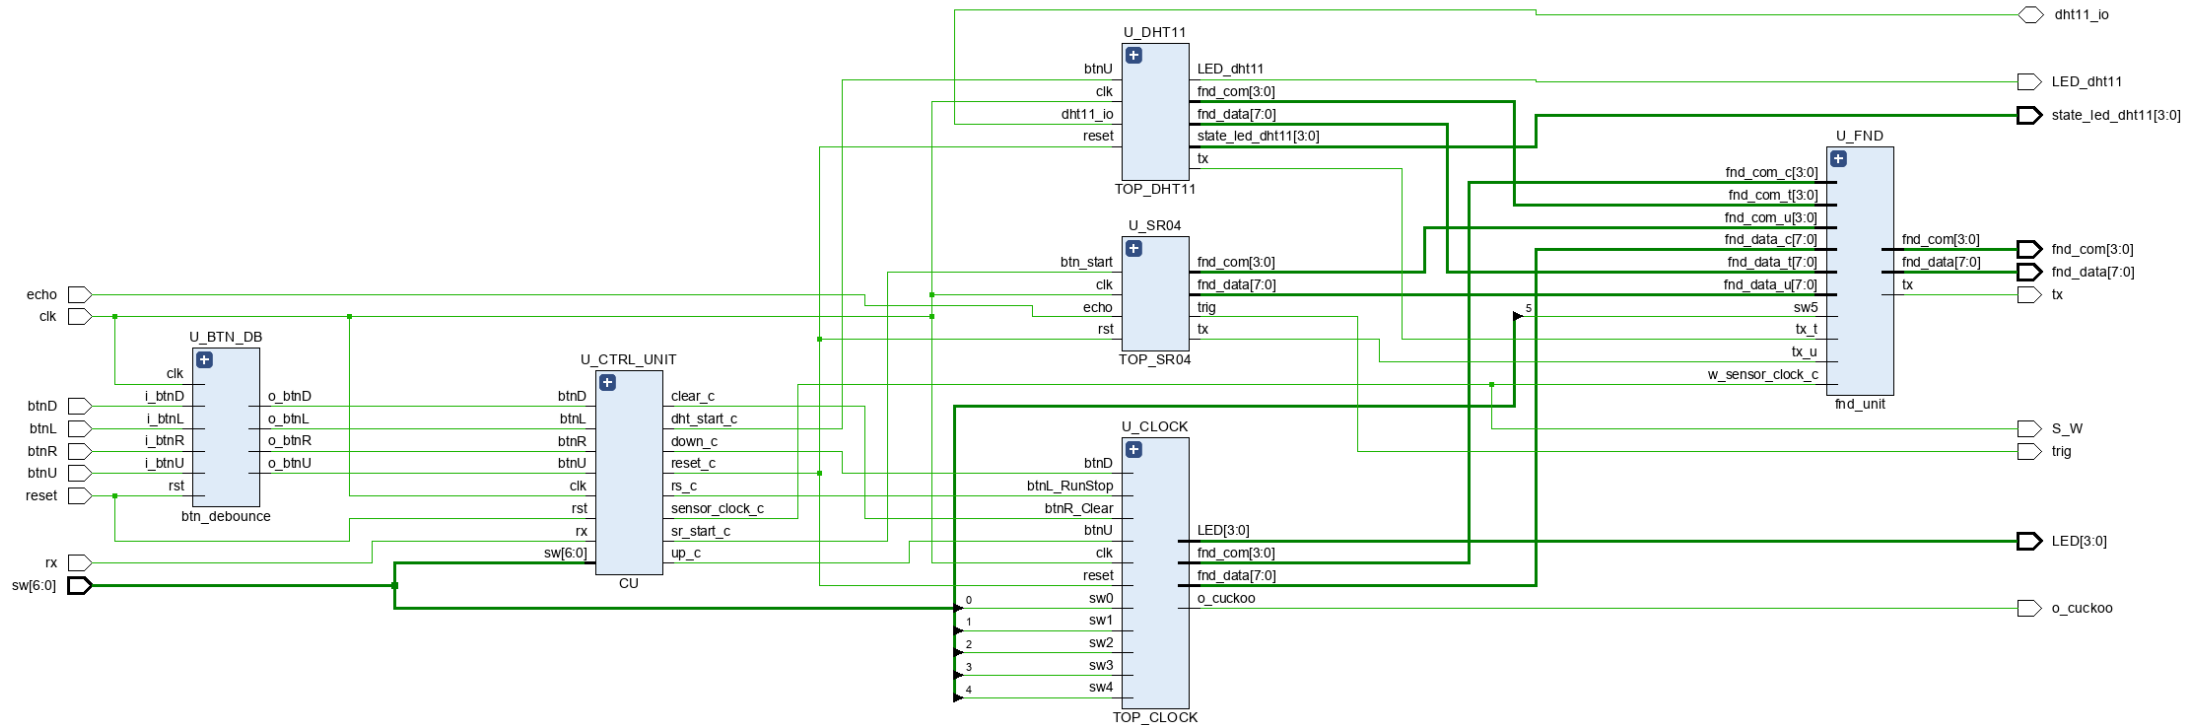 echo
clk
btnD
btnL
btnR
btnU
reset
rx
sw[6:0]
U_BTN_DB
clk
i_btnD
i_btnL
i_btnR
i_btnU
rst
o_btnD
o_btnL
o_btnR
o_btnU
btn_debounce
U_CTRL_UNIT
btnD
btnL
btnR
btnU
clk
rst
rx
sw[6:0]
clear_c
dht_start_c
down_c
reset_c
rs_c
sensor_clock_c
sr_start_c
up_c
CU
U_DHT11
btnU
clk
dht11_io
reset
LED_dht11
fnd_com[3:0]
fnd_data[7:0]
state_led_dht11[3:0]
tx
TOP_DHT11
U_SR04
btn_start
clk
echo
rst
fnd_com[3:0]
fnd_data[7:0]
trig
tx
TOP_SR04
U_CLOCK
btnD
btnL_RunStop
btnR_Clear
btnU
clk
reset
0
sw0
1
sw1
2
sw2
3
sw3
4
sw4
LED[3:0]
fnd_com[3:0]
fnd_data[7:0]
o_cuckoo
TOP_CLOCK
U_FND
fnd_com_c[3:0]
fnd_com_t[3:0]
fnd_com_u[3:0]
fnd_data_c[7:0]
fnd_data_t[7:0]
fnd_data_u[7:0]
5
sw5
tx_t
tx_u
w_sensor_clock_c
fnd_com[3:0]
fnd_data[7:0]
tx
fnd_unit
dht11_io
LED_dht11
state_led_dht11[3:0]
fnd_com[3:0]
fnd_data[7:0]
tx
S_W
trig
LED[3:0]
o_cuckoo